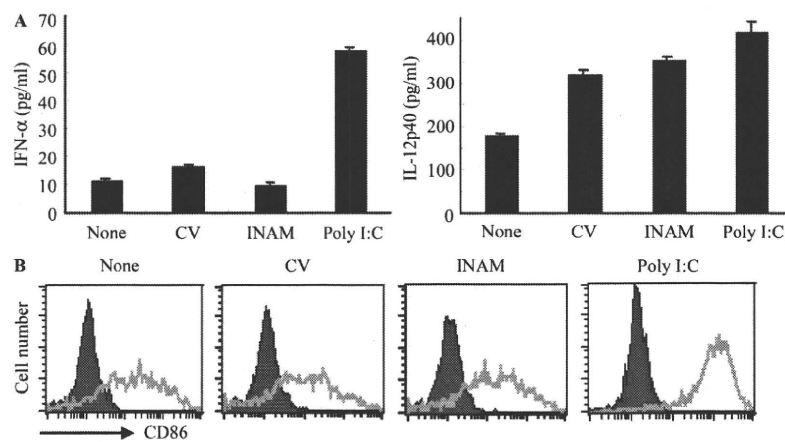 A
IFN-α (pg/ml)
70
60
50
40
30
20
10
0
None CV INAM Poly I:C
IL-12p40 (pg/ml)
400
300
200
100
0
None CV INAM Poly I:C
B
None CV INAM Poly I:C
Cell number
CD86